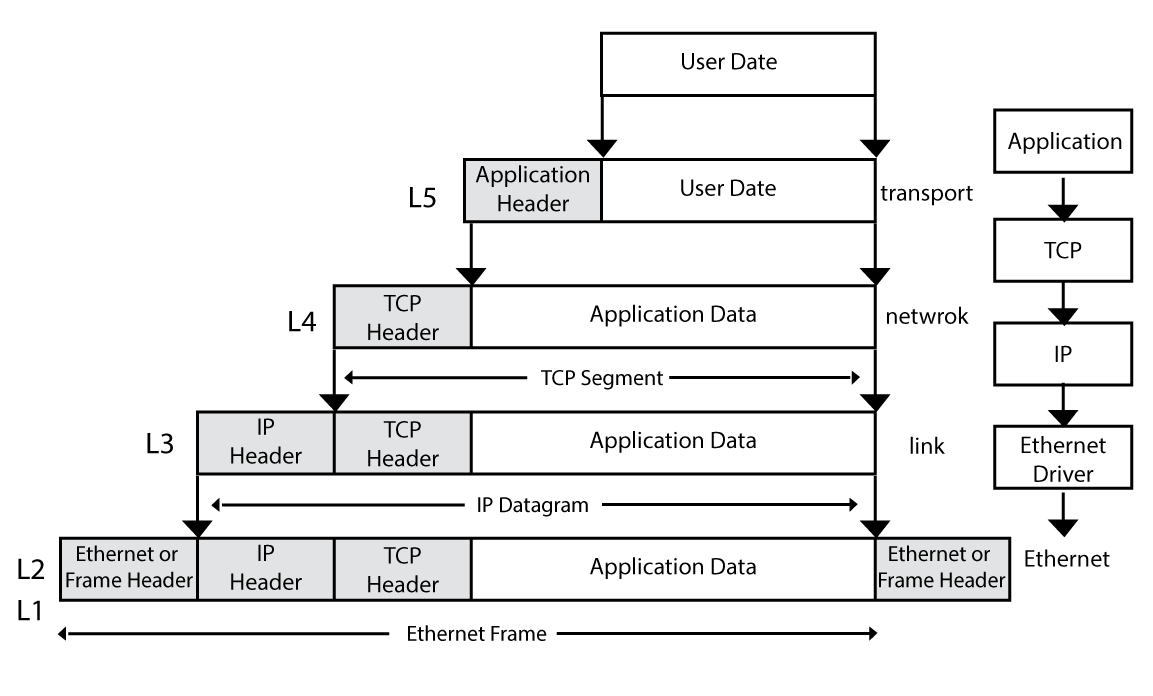 User Date
Application
Application
Header
User Date
L5
transport
TCP
TCP
Header
Application Data
L4
netwrok
IP
TCP Segment
IP
Header
TCP
Header
Application Data
L3
link
Ethernet
Driver
IP Datagram
Ethernet or
Frame Header
IP
Header
TCP
Header
Application Data
Ethernet or
Frame Header
L2
Ethernet
L1
Ethernet Frame